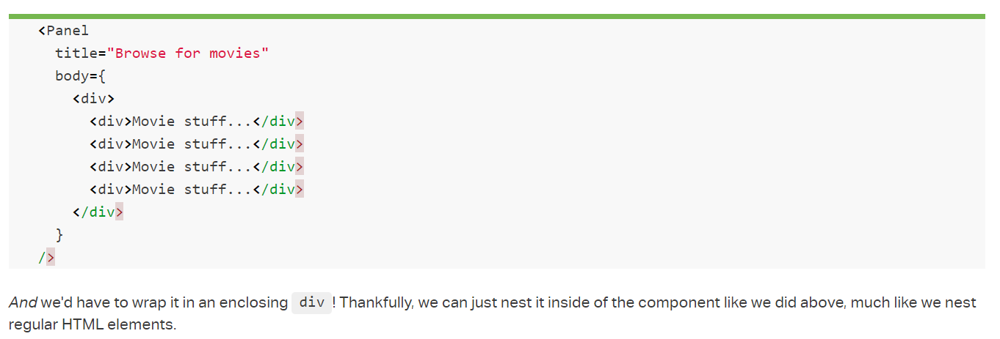 <Panel
  title="Browse for movies"
  body={
    <div>
      <div>Movie stuff...</div>
      <div>Movie stuff...</div>
      <div>Movie stuff...</div>
      <div>Movie stuff...</div>
    </div>
  }
/>
And we'd have to wrap it in an enclosing div ! Thankfully, we can just nest it inside of the component like we did above, much like we nest
regular HTML elements.